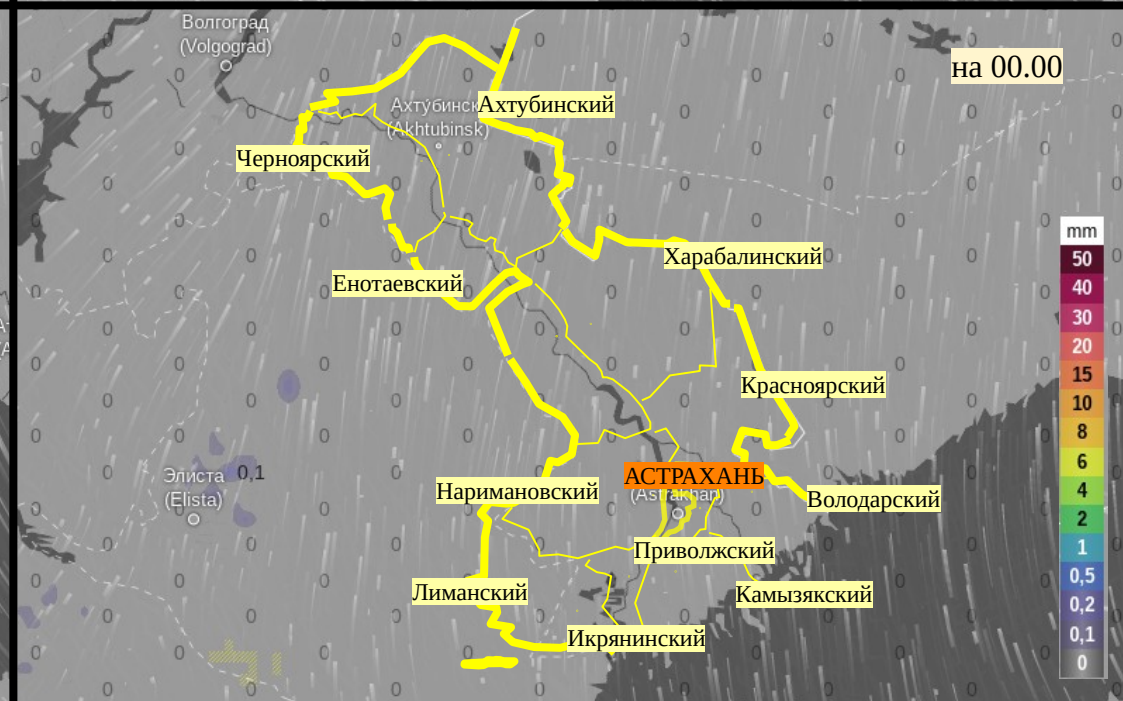 Волгоград
(Volgograd)
на 00.00
Ахтубинск
Ахтубинский
(Akhtubinsk)
Черноярский
Харабалинский
Енотаевский
mm
50
40
30
20
15
10
8
6
4
2
1
0,5
0,2
0,1
0
Красноярский
Элиста 0,1
(Elista)
АСТРАХАНЬ
(Astrakhan)
Наримановский
Володарский
Приволжский
Лиманский
Камызякский
Икрянинский